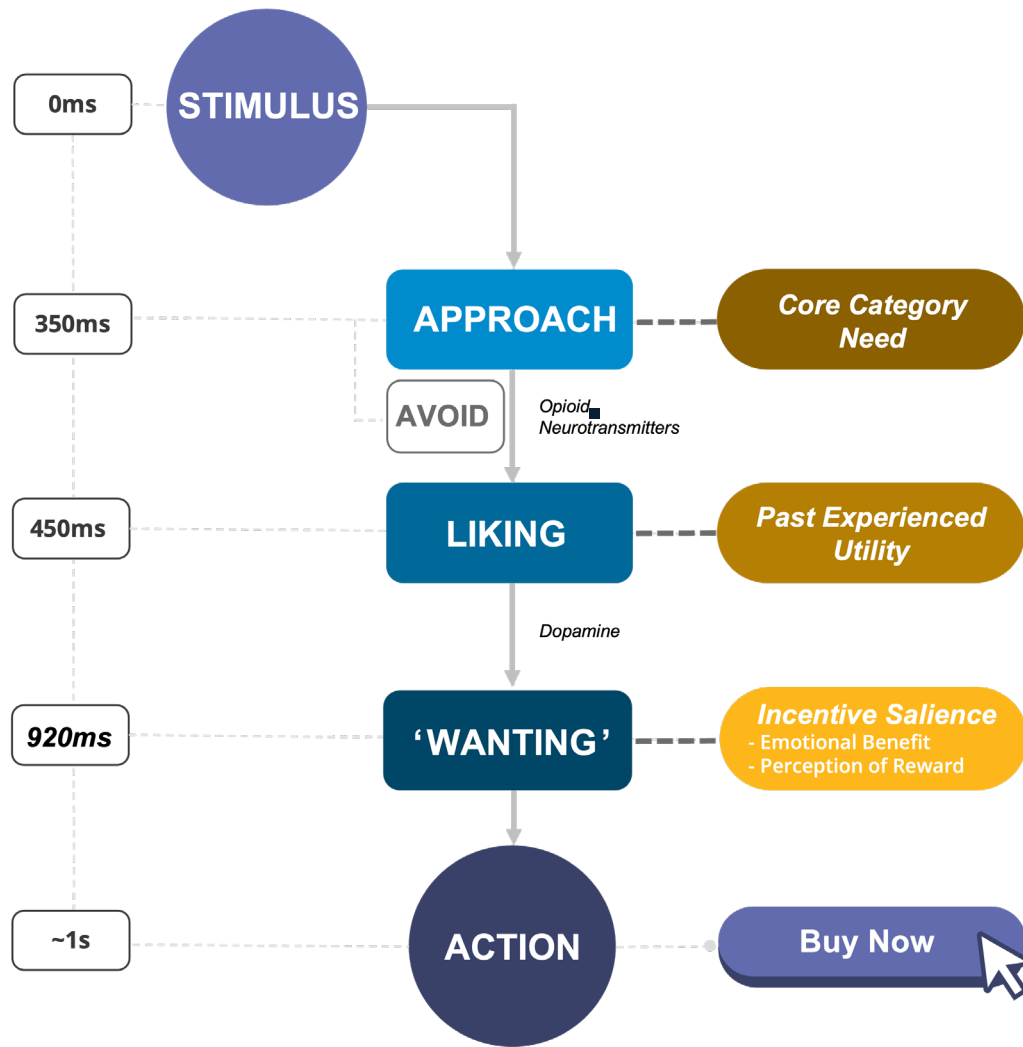 0ms
STIMULUS
350ms
APPROACH
Core Category
Need
AVOID
Opioid
Neurotransmitters
450ms
LIKING
Past Experienced
Utility
Dopamine
920ms
‘WANTING’
Incentive Salience
- Emotional Benefit
- Perception of Reward
~1s
ACTION
Buy Now